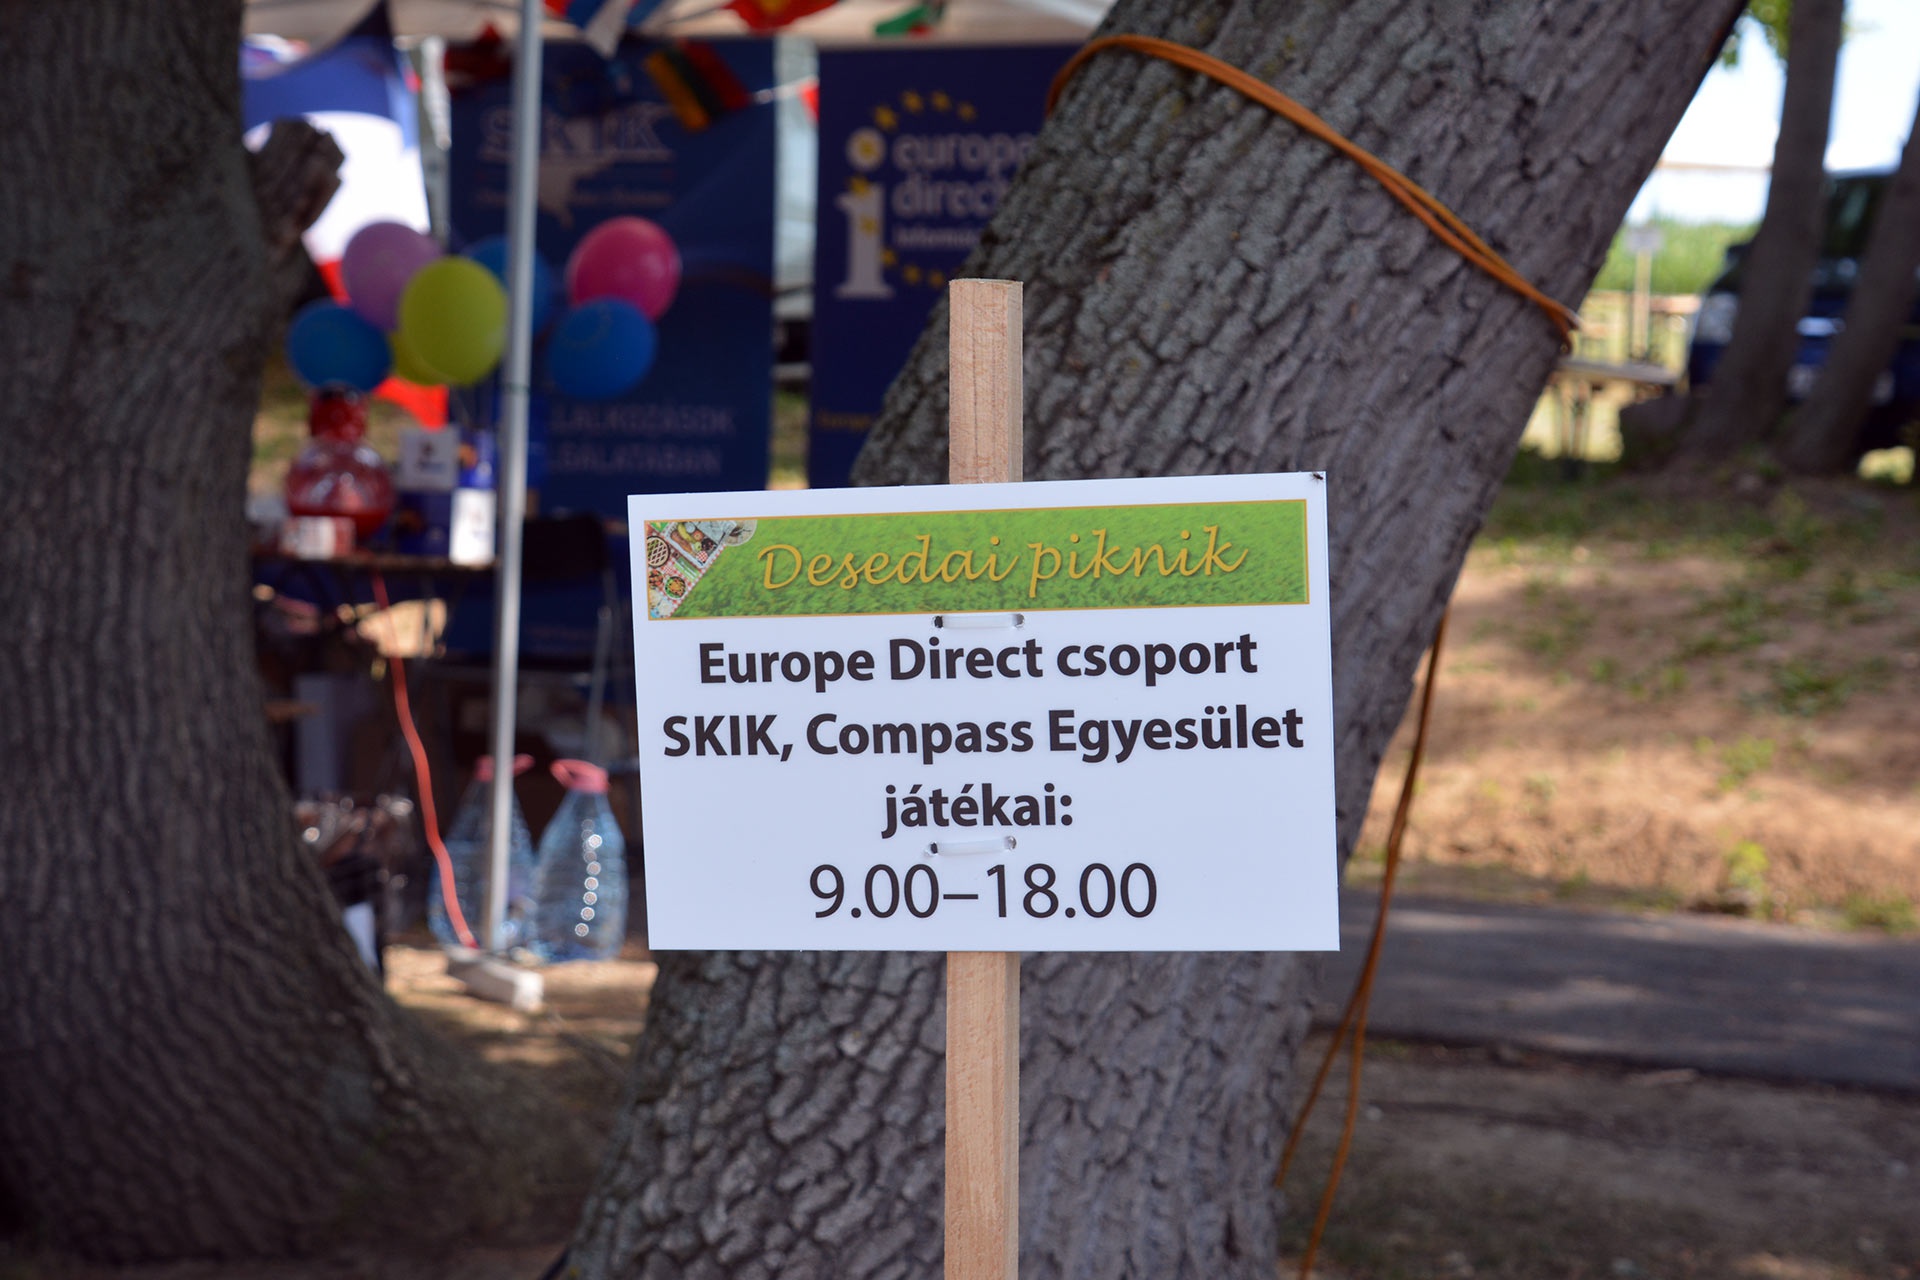 SKIK
europe
direct
Desedai piknik
Europe Direct csoport
SKIK, Compass Egyesület
játékai:
9.00–18.00